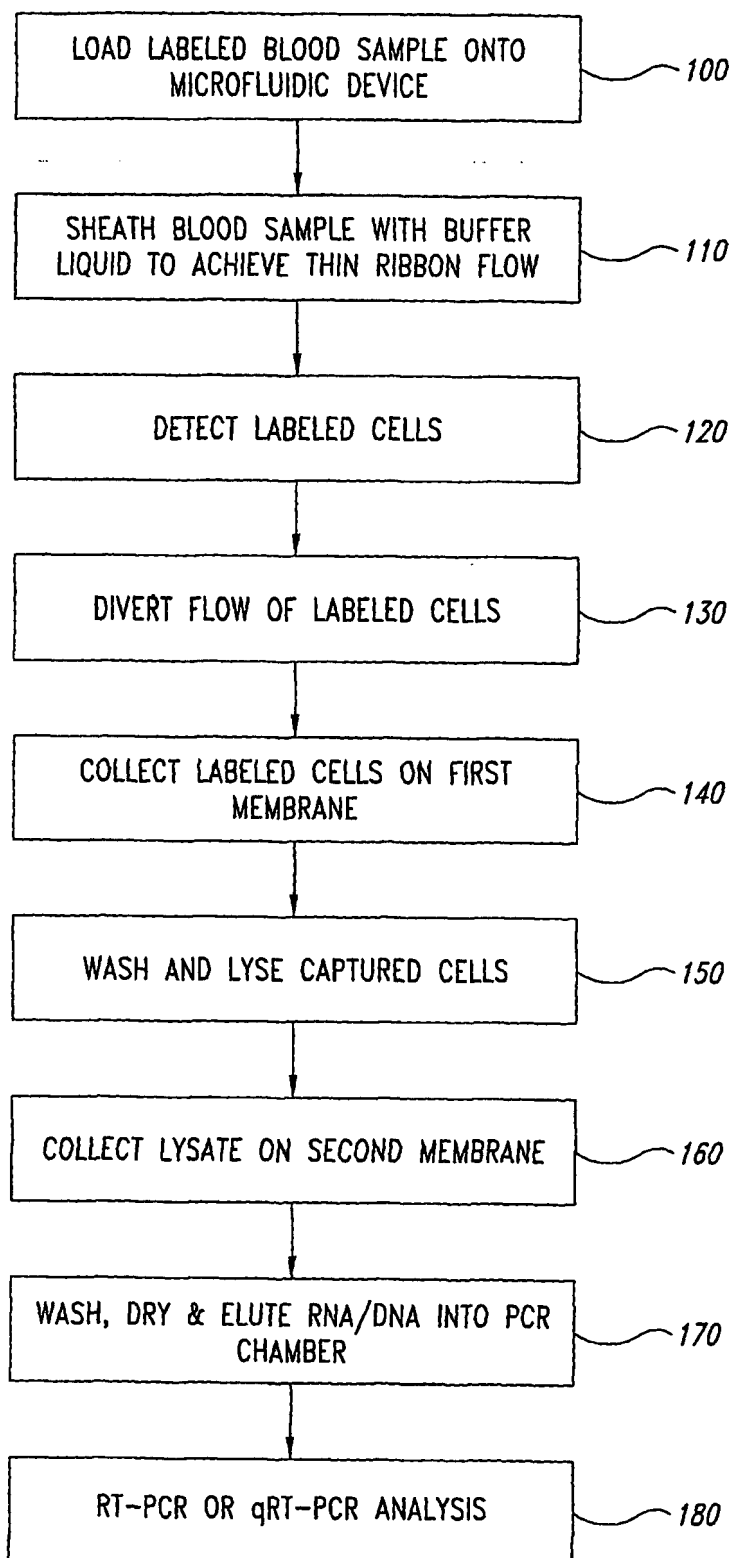 LOAD LABELED BLOOD SAMPLE ONTO
MICROFLUIDIC DEVICE
100
SHEATH BLOOD SAMPLE WITH BUFFER
LIQUID TO ACHIEVE THIN RIBBON FLOW
110
DETECT LABELED CELLS
120
DIVERT FLOW OF LABELED CELLS
130
COLLECT LABELED CELLS ON FIRST
MEMBRANE
140
WASH AND LYSE CAPTURED CELLS
150
COLLECT LYSATE ON SECOND MEMBRANE
160
WASH, DRY & ELUTE RNA/DNA INTO PCR
CHAMBER
170
RT-PCR OR qRT-PCR ANALYSIS
180